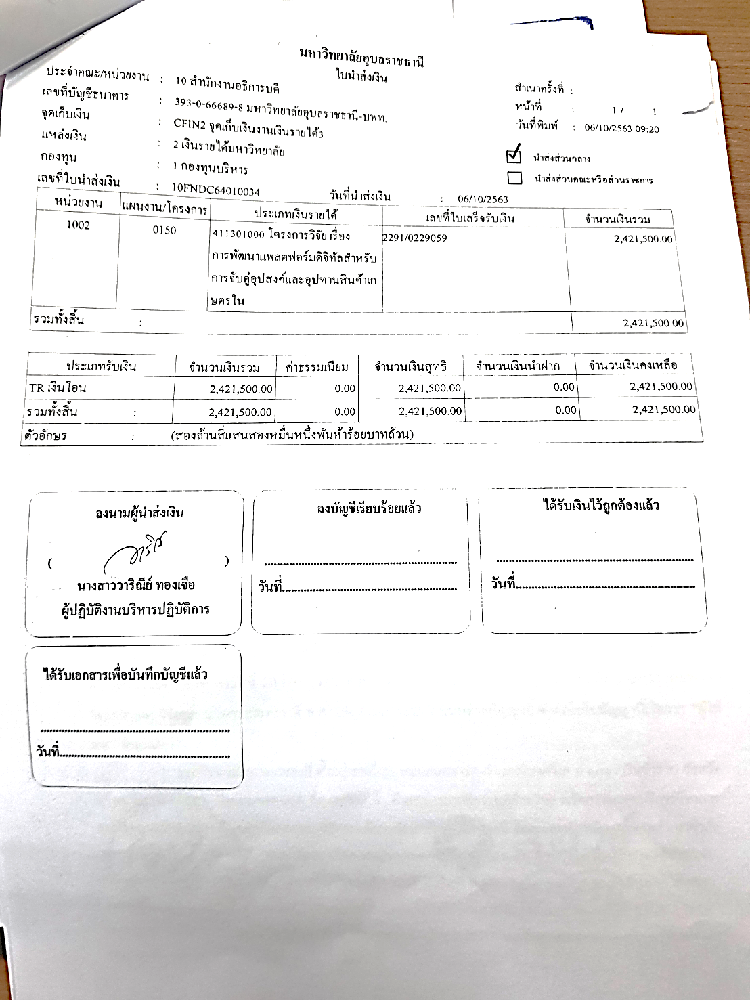 มหาวิทยาลัยอุบลราชธานี
ใบนำส่งเงิน
ประจำคณะ/หน่วยงาน : 10 สำนักงานอธิการบดี
สำเนาครั้งที่ :
เลขที่บัญชีธนาคาร : 393-0-66689-8 มหาวิทยาลัยอุบลราชธานี-บพท.
หน้าที่ : 1 / 1
จุดเก็บเงิน : CFIN2 จุดเก็บเงินงานเงินรายได้3
วันที่พิมพ์ : 06/10/2563 09:20
แหล่งเงิน : 2 เงินรายได้มหาวิทยาลัย
นำส่งส่วนกลาง
กองทุน : 1 กองทุนบริหาร
นำส่งส่วนคณะหรือส่วนราชการ
เลขที่ใบนำส่งเงิน : 10FNDC64010034 วันที่นำส่งเงิน : 06/10/2563
หน่วยงาน แผนงาน/โครงการ ประเภทเงินรายได้ เลขที่ใบเสร็จรับเงิน จำนวนเงินรวม
1002 0150 411301000 โครงการวิจัย เรื่อง 2291/0229059 2,421,500.00
การพัฒนาแพลตฟอร์มดิจิทัลสำหรับ
การจับคู่อุปสงค์และอุปทานสินค้าเก
ษตรใน
รวมทั้งสิ้น : 2,421,500.00
ประเภทรับเงิน จำนวนเงินรวม ค่าธรรมเนียม จำนวนเงินสุทธิ จำนวนเงินนำฝาก จำนวนเงินคงเหลือ
TR เงินโอน 2,421,500.00 0.00 2,421,500.00 0.00 2,421,500.00
รวมทั้งสิ้น : 2,421,500.00 0.00 2,421,500.00 0.00 2,421,500.00
ตัวอักษร : (สองล้านสี่แสนสองหมื่นหนึ่งพันห้าร้อยบาทถ้วน)
ลงนามผู้นำส่งเงิน
( )
นางสาววาริณีย์ ทองเจือ
ผู้ปฏิบัติงานบริหารปฏิบัติการ
ลงบัญชีเรียบร้อยแล้ว
วันที่
ได้รับเงินไว้ถูกต้องแล้ว
วันที่
ได้รับเอกสารเพื่อบันทึกบัญชีแล้ว
วันที่